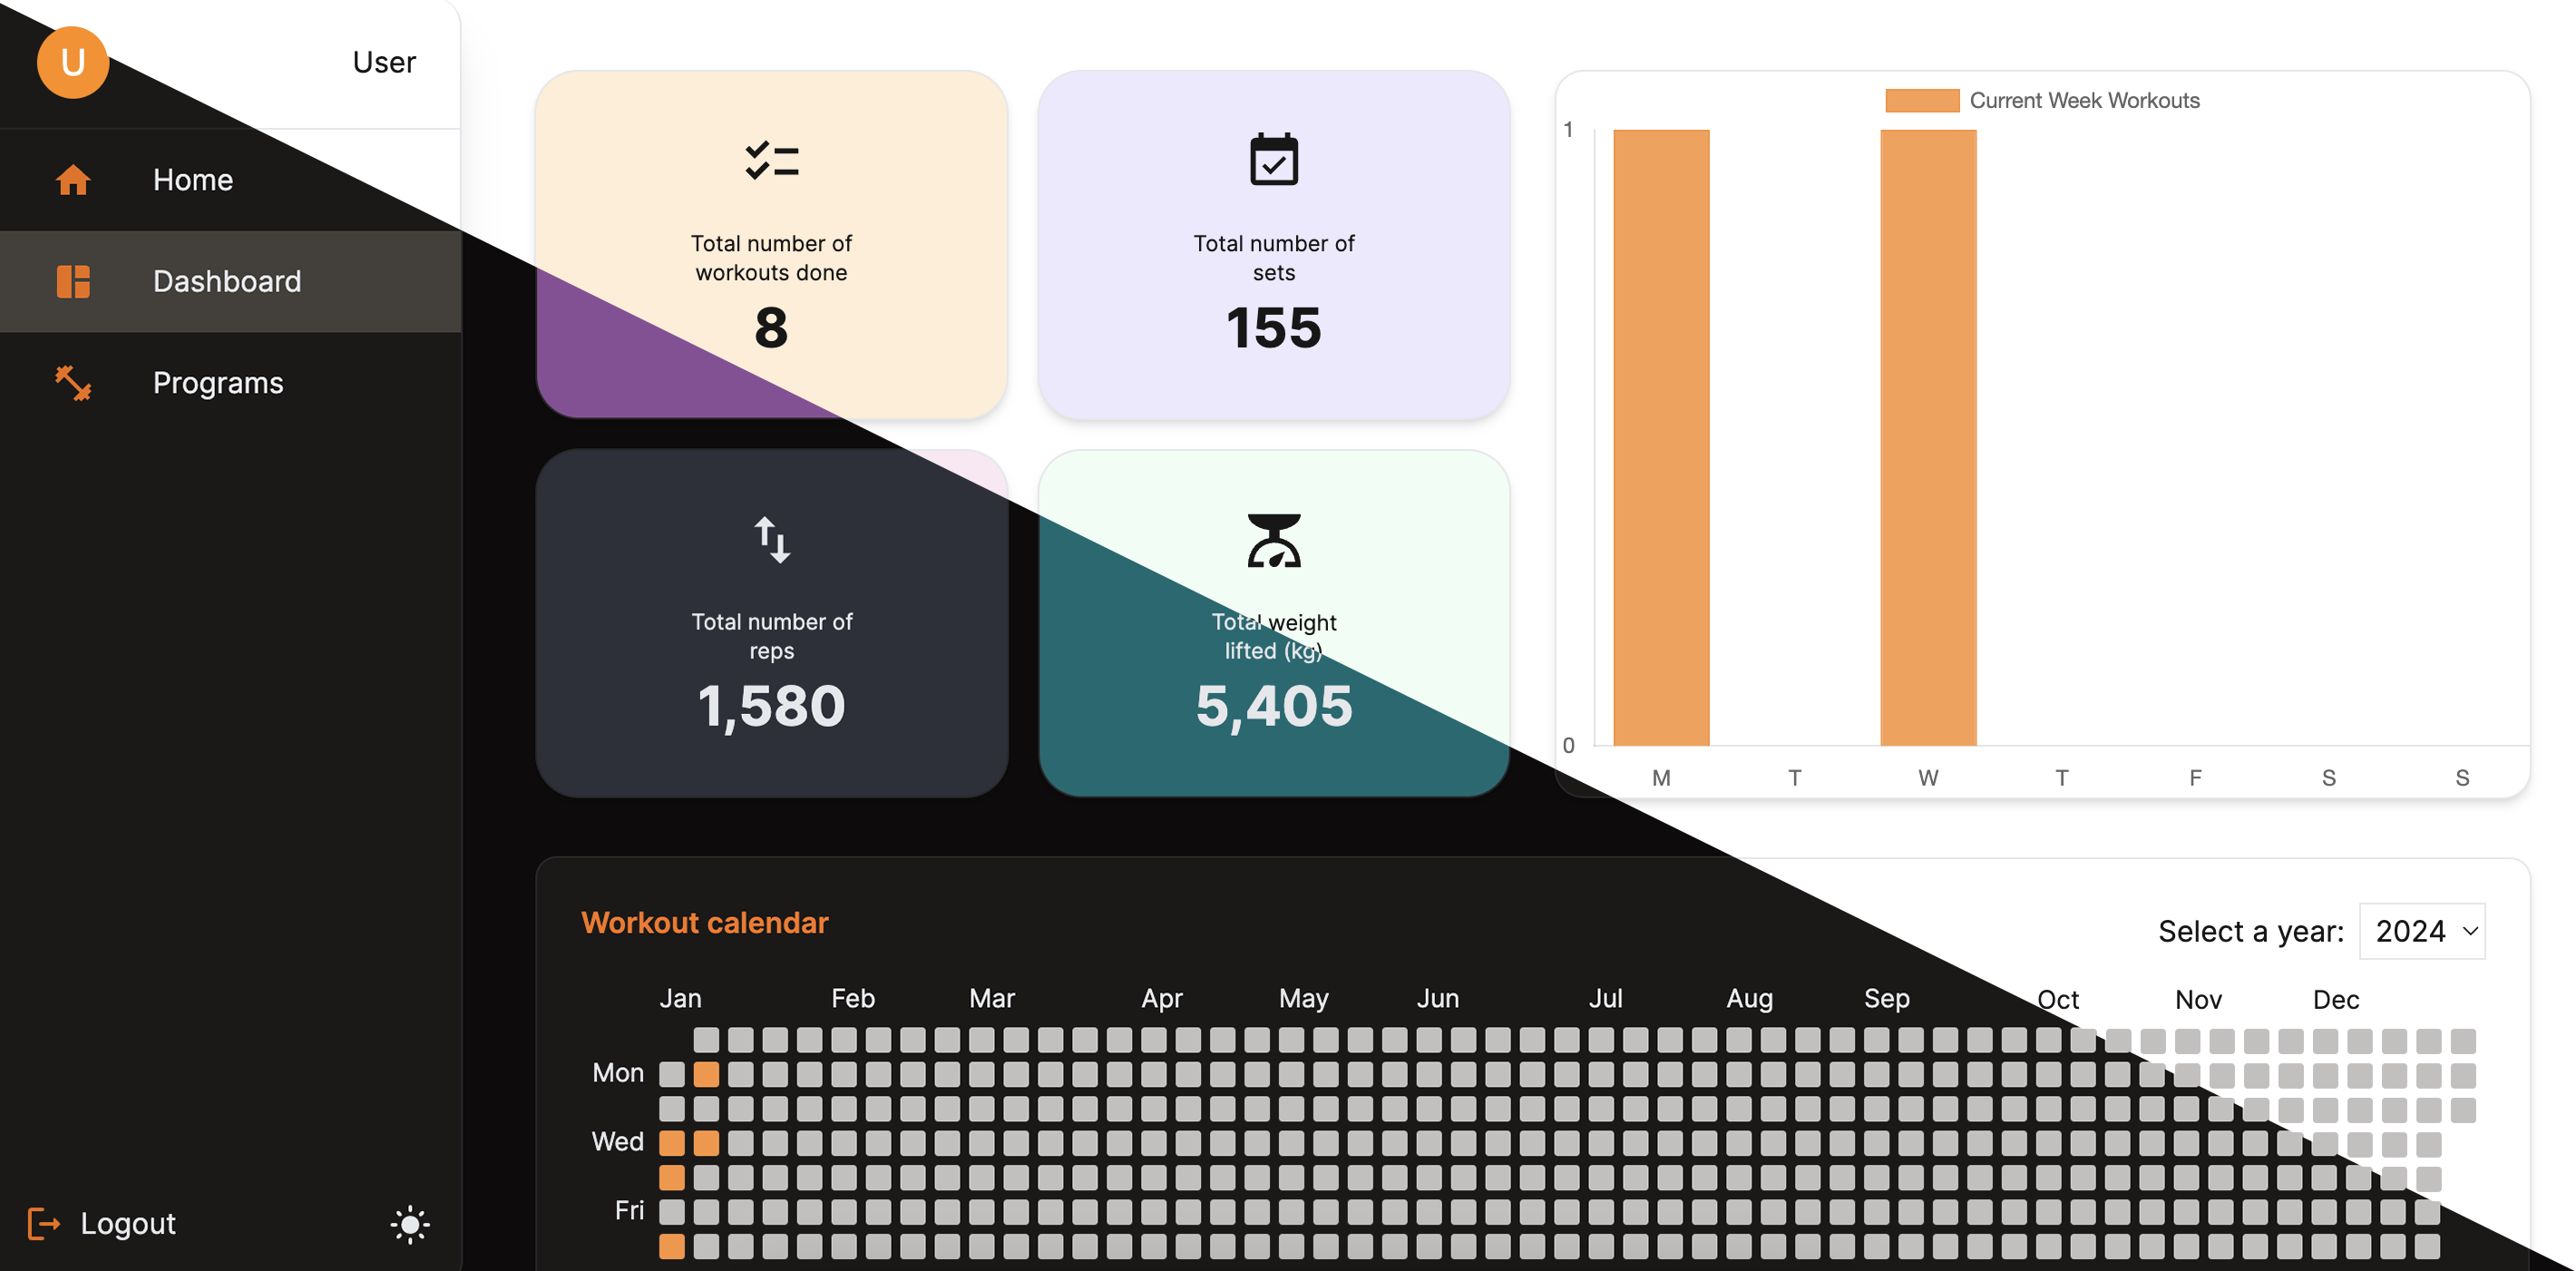 U
User
Home
Dashboard
Programs
Logout
Total number of
workouts done
8
Total number of
sets
155
Total number of
reps
1,580
Total weight
lifted (kg)
5,405
Current Week Workouts
1
0
M T W T F S S
Workout calendar
Select a year: 2024
Jan Feb Mar Apr May Jun Jul Aug Sep Oct Nov Dec
Mon
Wed
Fri